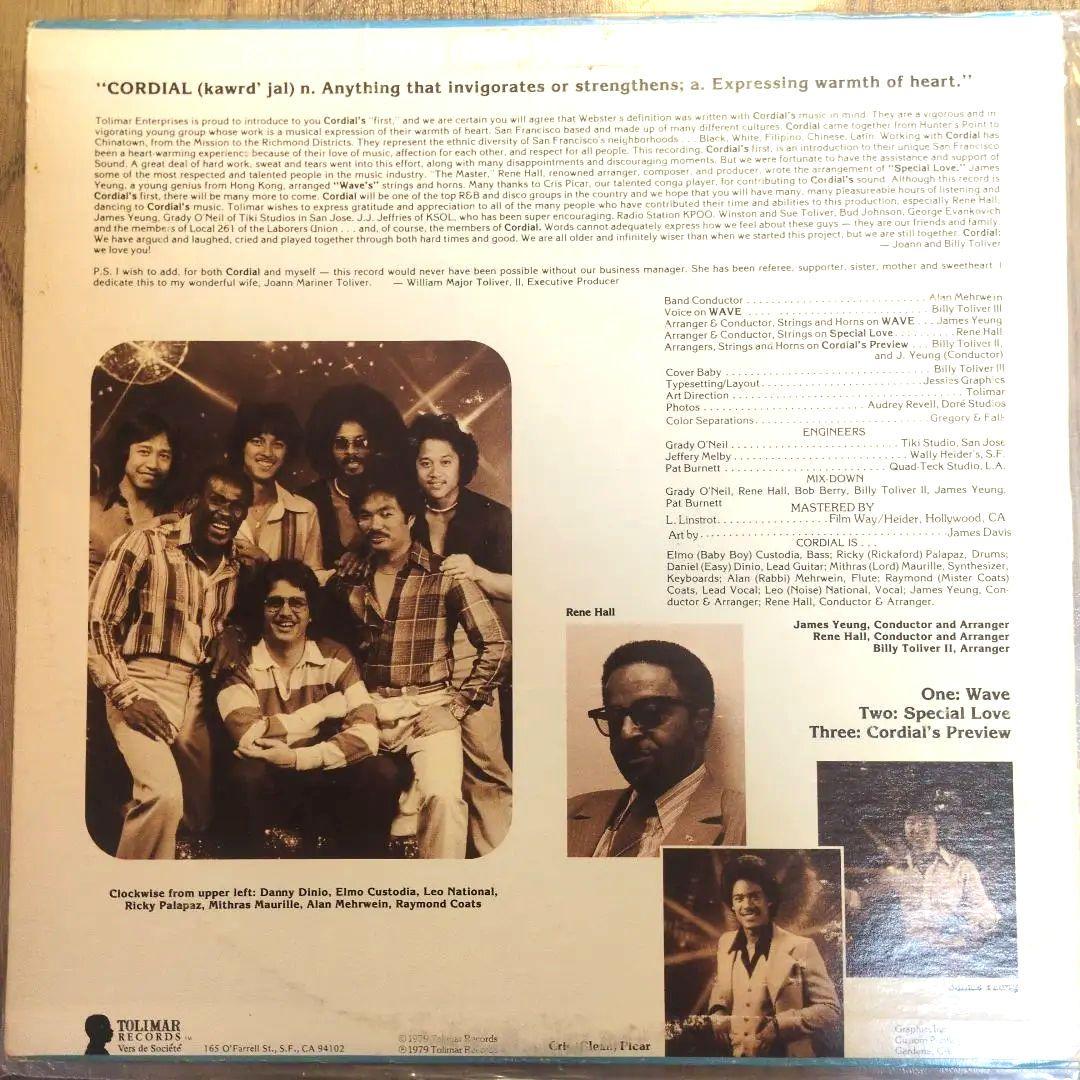 "CORDIAL (kawrd' jal) n. Anything that invigorates or strengthens; a. Expressing warmth of heart."
Tolimar Enterprises is proud to introduce to you Cordial's "first," and we are certain you will agree that Webster's definition was written with Cordial's music in mind. They are a vigorous and in-
vigorating young group whose work is a musical expression of their warmth of heart. San Francisco based and made up of many different cultures, Cordial came together from Hunter's Point to
Chinatown, from the Mission to the Richmond Districts. They represent the ethnic diversity of San Francisco's neighborhoods . . . Black, White, Filipino, Chinese, Latin. Working with Cordial has
been a heart-warming experience because of their love of music, affection for each other, and respect for all people. This recording, Cordial's first, is an introduction to their unique San Francisco
Sound. A great deal of hard work, sweat and tears went into this effort, along with many disappointments and discouraging moments. But we were fortunate to have the assistance and support of
some of the most respected and talented people in the music industry. "The Master," Rene Hall, renowned arranger, composer, and producer, wrote the arrangement of "Special Love." James
Yeung, a young genius from Hong Kong, arranged "Wave's" strings and horns. Many thanks to Cris Picar, our talented conga player, for contributing to Cordial's sound. Although this record is
Cordial's first, there will be many more to come. Cordial will be one of the top R&B and disco groups in the country and we hope that you will have many, many pleasureable hours of listening and
dancing to Cordial's music. Tolimar wishes to express gratitude and appreciation to all of the many people who have contributed their time and abilities to this production, especially Rene Hall,
James Yeung, Grady O'Neil of Tiki Studios in San Jose, J.J. Jeffries of KSOL, who has been super encouraging, Radio Station KPOO, Winston and Sue Toliver, Bud Johnson, George Evankovich
and the members of Local 261 of the Laborers Union . . . and, of course, the members of Cordial. Words cannot adequately express how we feel about these guys — they are our friends and family.
We have argued and laughed, cried and played together through both hard times and good. We are all older and infinitely wiser than when we started this project, but we are still together. Cordial:
we love you!
— Joann and Billy Toliver
P.S. I wish to add, for both Cordial and myself — this record would never have been possible without our business manager. She has been referee, supporter, sister, mother and sweetheart. I
dedicate this to my wonderful wife, Joann Mariner Toliver. — William Major Toliver, II, Executive Producer
Band Conductor . . . . . . . . . . Alan Mehrwein
Voice on WAVE . . . . . . . . . . Billy Toliver III
Arranger & Conductor, Strings and Horns on WAVE . . . James Yeung
Arranger & Conductor, Strings on Special Love . . . . . . . . . . Rene Hall
Arrangers, Strings and Horns on Cordial's Preview . . . Billy Toliver II,
and J. Yeung (Conductor)
Cover Baby . . . . . . . . . . Billy Toliver III
Typesetting/Layout . . . . . . . . . . Jessies Graphics
Art Direction . . . . . . . . . . Tolimar
Photos . . . . . . . . . . Audrey Revell, Doré Studios
Color Separations . . . . . . . . . . Gregory & Falk
ENGINEERS
Grady O'Neil . . . . . . . . . . Tiki Studio, San Jose
Jeffery Melby . . . . . . . . . . Wally Heider's, S.F.
Pat Burnett . . . . . . . . . . Quad-Teck Studio, L.A.
MIX-DOWN
Grady O'Neil, Rene Hall, Bob Berry, Billy Toliver II, James Yeung,
Pat Burnett
MASTERED BY
L. Linstrot . . . . . . . . . . Film Way/Heider, Hollywood, CA
Art by . . . . . . . . . . James Davis
CORDIAL IS . . .
Elmo (Baby Boy) Custodia, Bass; Ricky (Rickaford) Palapaz, Drums;
Daniel (Easy) Dinio, Lead Guitar; Mithras (Lord) Maurille, Synthesizer,
Keyboards; Alan (Rabbi) Mehrwein, Flute; Raymond (Mister Coats)
Coats, Lead Vocal; Leo (Noise) National, Vocal; James Yeung, Con-
ductor & Arranger; Rene Hall, Conductor & Arranger.
James Yeung, Conductor and Arranger
Rene Hall, Conductor and Arranger
Billy Toliver II, Arranger
Rene Hall
One: Wave
Two: Special Love
Three: Cordial's Preview
Clockwise from upper left: Danny Dinio, Elmo Custodia, Leo National,
Ricky Palapaz, Mithras Maurille, Alan Mehrwein, Raymond Coats
TOLIMAR
RECORDS ™
Vers de Société
165 O'Farrell St., S.F., CA 94102
© 1979 Tolimar Records
℗ 1979 Tolimar Records
Picar
Graphics by:
Custom
Gardena, CA